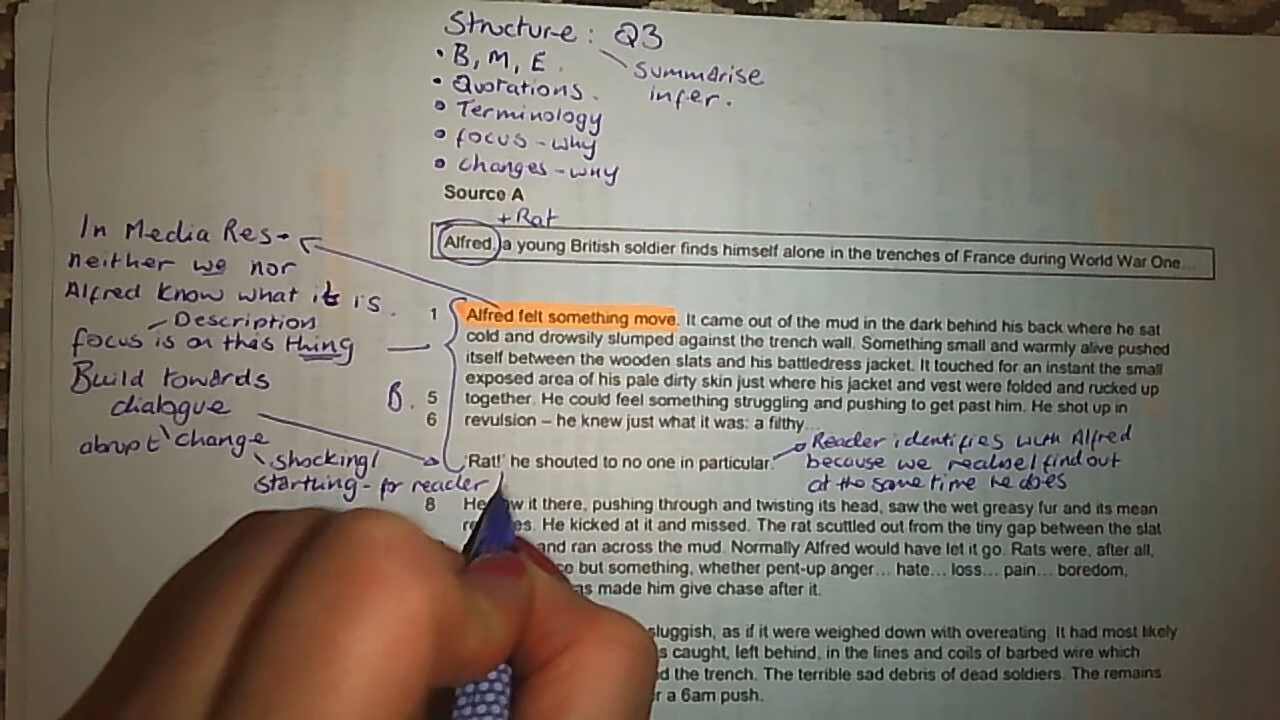 Structure: Q3
• B, M, E.
summarise
infer.
• Quotations.
• Terminology
• focus - why
• changes - why
Source A
+ Rat
Alfred, a young British soldier finds himself alone in the trenches of France during World War One...
In Media Res -
neither we nor
Alfred know what it is.
Description
focus is on this thing
Build towards
dialogue
abrupt change
shocking/
startling - for reader
B.
1 Alfred felt something move. It came out of the mud in the dark behind his back where he sat
cold and drowsily slumped against the trench wall. Something small and warmly alive pushed
itself between the wooden slats and his battledress jacket. It touched for an instant the small
exposed area of his pale dirty skin just where his jacket and vest were folded and rucked up
5 together. He could feel something struggling and pushing to get past him. He shot up in
6 revulsion – he knew just what it was: a filthy...
'Rat!' he shouted to no one in particular.
Reader identifies with Alfred
because we realise/find out
at the same time he does
8 He it there, pushing through and twisting its head, saw the wet greasy fur and its mean
He kicked at it and missed. The rat scuttled out from the tiny gap between the slat
and ran across the mud. Normally Alfred would have let it go. Rats were, after all,
but something, whether pent-up anger... hate... loss... pain... boredom,
made him give chase after it.
sluggish, as if it were weighed down with overeating. It had most likely
caught, left behind, in the lines and coils of barbed wire which
the trench. The terrible sad debris of dead soldiers. The remains
a 6am push.